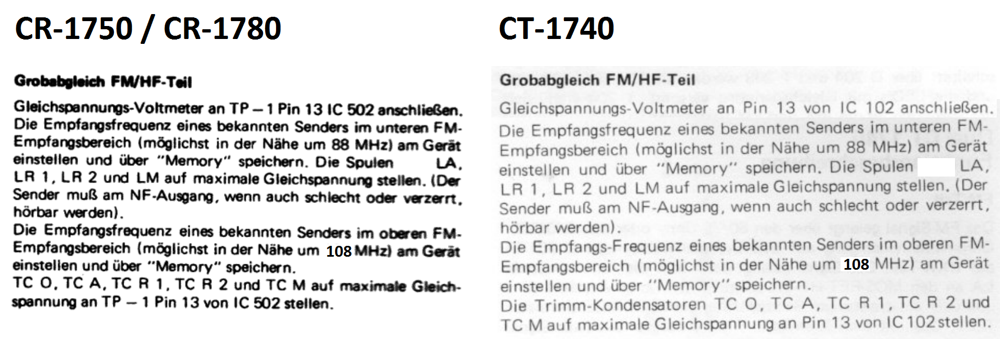 CR-1750 / CR-1780
Grobabgleich FM/HF-Teil
Gleichspannungs-Voltmeter an TP – 1 Pin 13 IC 502 anschließen.
Die Empfangsfrequenz eines bekannten Senders im unteren FM-
Empfangsbereich (möglichst in der Nähe um 88 MHz) am Gerät
einstellen und über "Memory" speichern. Die Spulen LA,
LR 1, LR 2 und LM auf maximale Gleichspannung stellen. (Der
Sender muß am NF-Ausgang, wenn auch schlecht oder verzerrt,
hörbar werden).
Die Empfangsfrequenz eines bekannten Senders im oberen FM-
Empfangsbereich (möglichst in der Nähe um 108 MHz) am Gerät
einstellen und über "Memory" speichern.
TC O, TC A, TC R 1, TC R 2 und TC M auf maximale Gleich-
spannung an TP – 1 Pin 13 von IC 502 stellen.
CT-1740
Grobabgleich FM/HF-Teil
Gleichspannungs-Voltmeter an Pin 13 von IC 102 anschließen.
Die Empfangsfrequenz eines bekannten Senders im unteren FM-
Empfangsbereich (möglichst in der Nähe um 88 MHz) am Gerät
einstellen und über "Memory" speichern. Die Spulen LA,
LR 1, LR 2 und LM auf maximale Gleichspannung stellen. (Der
Sender muß am NF-Ausgang, wenn auch schlecht oder verzerrt,
hörbar werden).
Die Empfangs-Frequenz eines bekannten Senders im oberen FM-
Empfangsbereich (möglichst in der Nähe um 108 MHz) am Gerät
einstellen und über "Memory" speichern.
Die Trimm-Kondensatoren TC O, TC A, TC R 1, TC R 2 und
TC M auf maximale Gleichspannung an Pin 13 von IC 102 stellen.